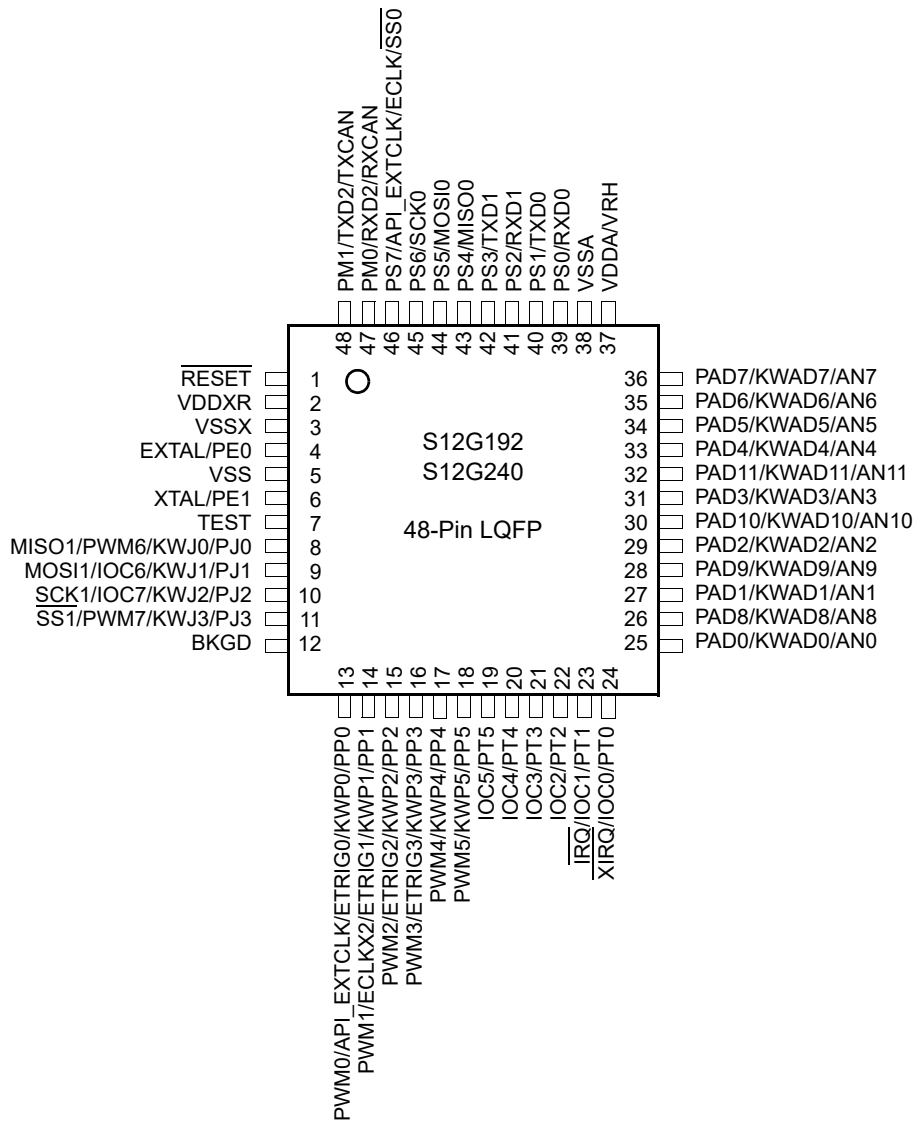 PM1/TXD2/TXCAN
PM0/RXD2/RXCAN
PS7/API_EXTCLK/ECLK/SS0
PS6/SCK0
PS5/MOSI0
PS4/MISO0
PS3/TXD1
PS2/RXD1
PS1/TXD0
PS0/RXD0
VSSA
VDDA/VRH
48
47
46
45
44
43
42
41
40
39
38
37
RESET 1
VDDXR 2
VSSX 3
EXTAL/PE0 4
VSS 5
XTAL/PE1 6
TEST 7
MISO1/PWM6/KWJ0/PJ0 8
MOSI1/IOC6/KWJ1/PJ1 9
SCK1/IOC7/KWJ2/PJ2 10
SS1/PWM7/KWJ3/PJ3 11
BKGD 12
S12G192
S12G240
48-Pin LQFP
36 PAD7/KWAD7/AN7
35 PAD6/KWAD6/AN6
34 PAD5/KWAD5/AN5
33 PAD4/KWAD4/AN4
32 PAD11/KWAD11/AN11
31 PAD3/KWAD3/AN3
30 PAD10/KWAD10/AN10
29 PAD2/KWAD2/AN2
28 PAD9/KWAD9/AN9
27 PAD1/KWAD1/AN1
26 PAD8/KWAD8/AN8
25 PAD0/KWAD0/AN0
13
14
15
16
17
18
19
20
21
22
23
24
PWM0/API_EXTCLK/ETRIG0/KWP0/PP0
PWM1/ECLKX2/ETRIG1/KWP1/PP1
PWM2/ETRIG2/KWP2/PP2
PWM3/ETRIG3/KWP3/PP3
PWM4/KWP4/PP4
PWM5/KWP5/PP5
IOC5/PT5
IOC4/PT4
IOC3/PT3
IOC2/PT2
IRQ/IOC1/PT1
XIRQ/IOC0/PT0